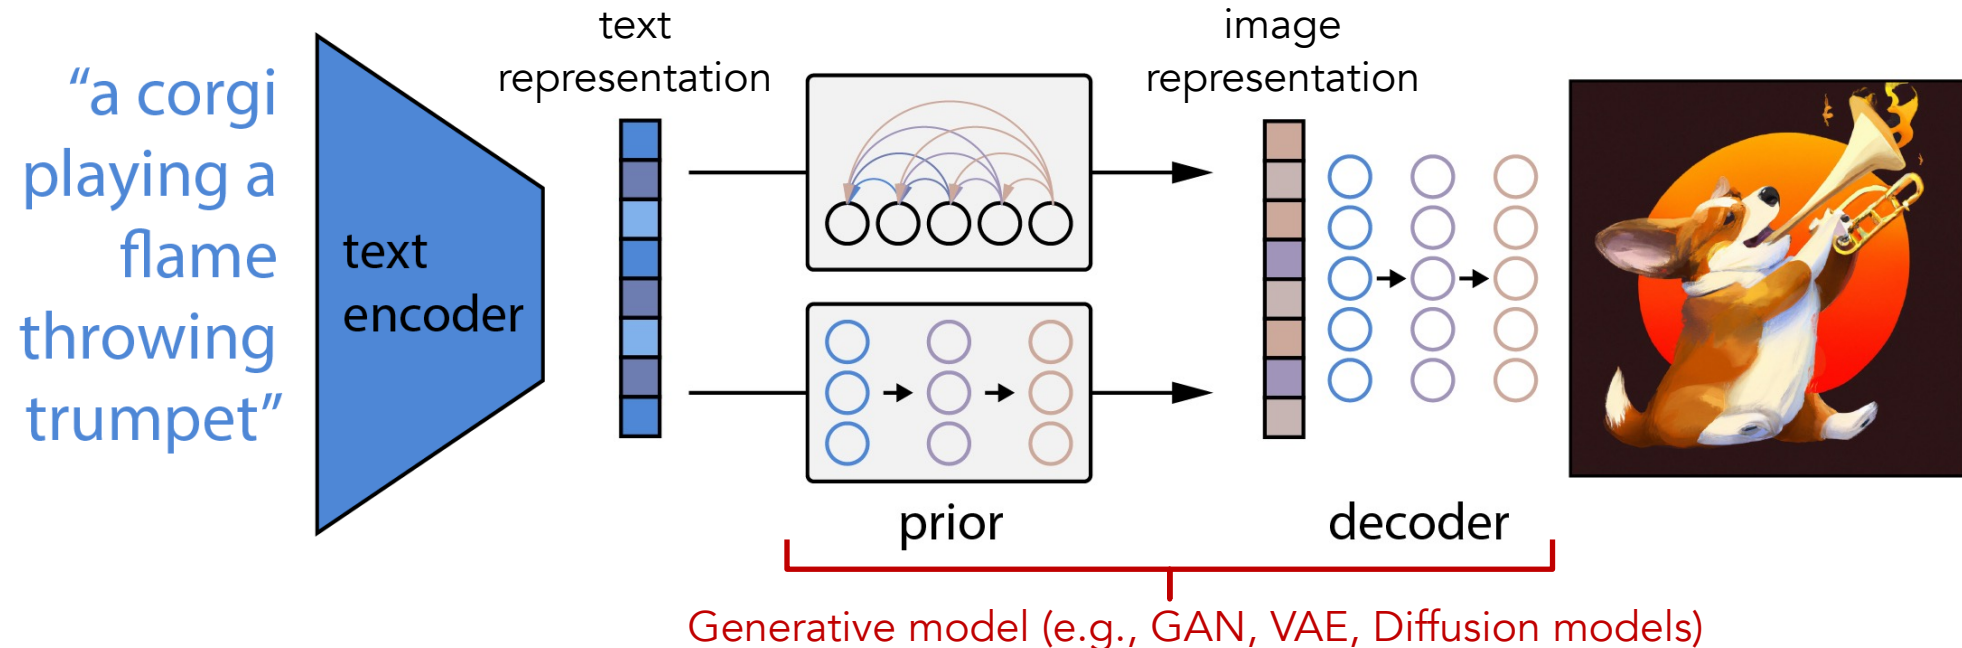 “a corgi
playing a
flame
throwing
trumpet”
text
encoder
text
representation
prior
image
representation
decoder
Generative model (e.g., GAN, VAE, Diffusion models)